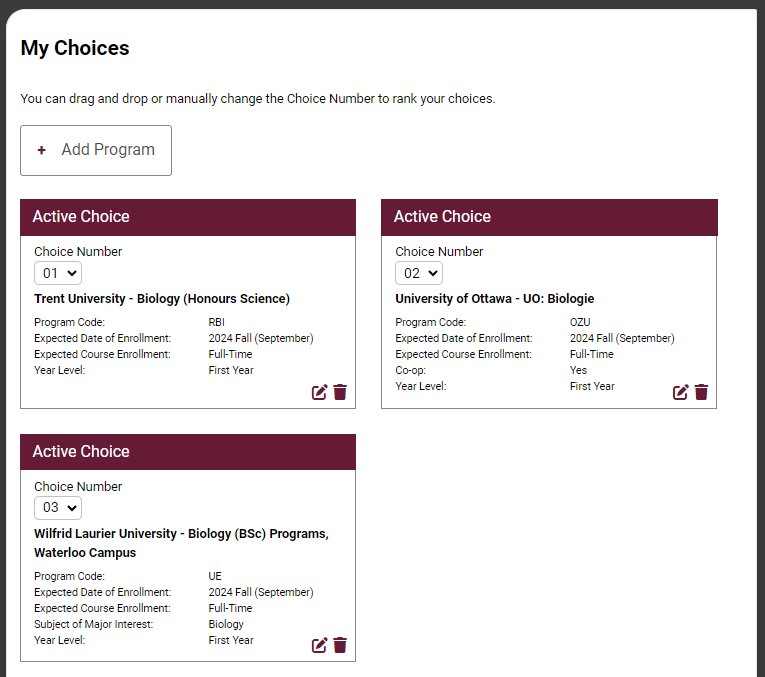 My Choices
You can drag and drop or manually change the Choice Number to rank your choices.
+ Add Program
Active Choice
Choice Number
01
Trent University - Biology (Honours Science)
Program Code: RBI
Expected Date of Enrollment: 2024 Fall (September)
Expected Course Enrollment: Full-Time
Year Level: First Year
Active Choice
Choice Number
02
University of Ottawa - UO: Biologie
Program Code: OZU
Expected Date of Enrollment: 2024 Fall (September)
Expected Course Enrollment: Full-Time
Co-op: Yes
Year Level: First Year
Active Choice
Choice Number
03
Wilfrid Laurier University - Biology (BSc) Programs,
Waterloo Campus
Program Code: UE
Expected Date of Enrollment: 2024 Fall (September)
Expected Course Enrollment: Full-Time
Subject of Major Interest: Biology
Year Level: First Year